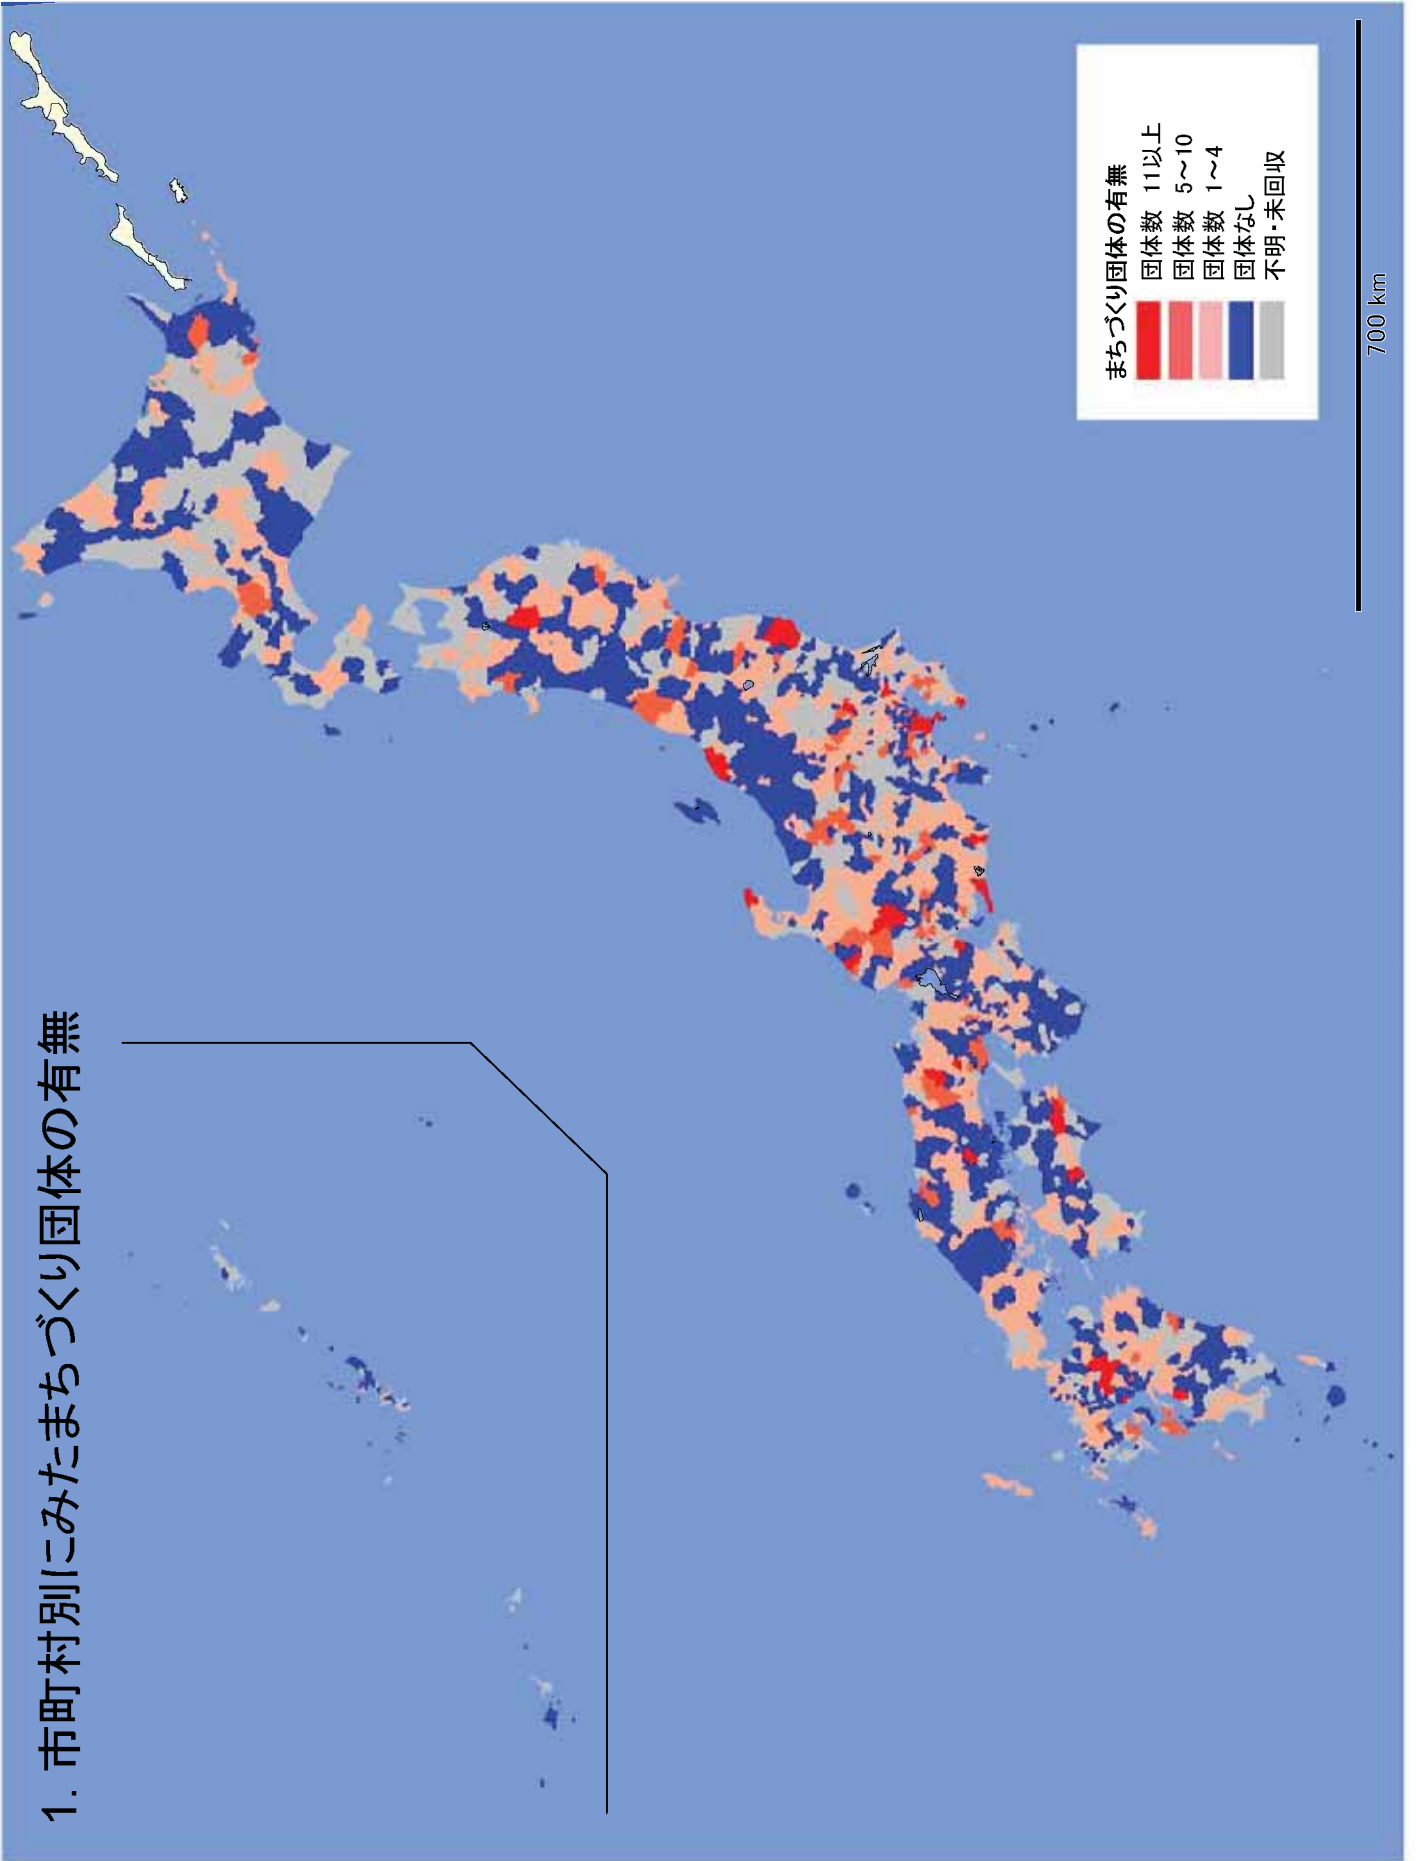 1. 市町村別にみたまちづくり団体の有無
まちづくり団体の有無
団体数 11以上
団体数 5～10
団体数 1～4
団体なし
不明・未回収
700 km